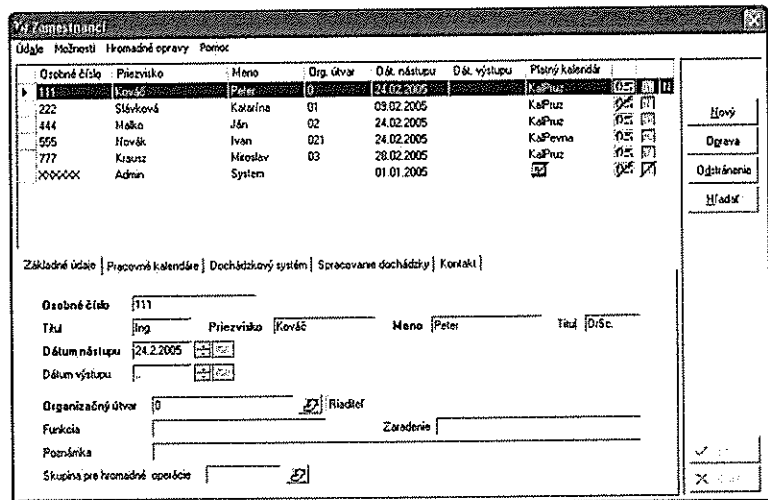 Zamestnanci
Údaje Možnosti Hromadné opravy Pomoc
Osobné číslo Priezvisko Meno Org. útvar Dát. nástupu Dát. výstupu Platný kalendár
111 Kováč Peter 0 24.02.2005 KalPruz
222 Slávková Katarína 01 09.02.2005 KalPruz
444 Malko Ján 02 24.02.2005 KalPruz
555 Novák Ivan 021 24.02.2005 KalPevna
777 Krausz Miroslav 03 28.02.2005 KalPruz
XXXXXX Admin System 01.01.2005
Nový
Oprava
Odstránenie
Hľadať
Základné údaje Pracovné kalendáre Dochádzkový systém Spracovanie dochádzky Kontakt
Osobné číslo 111
Titul Ing. Priezvisko Kováč Meno Peter Titul DrSc.
Dátum nástupu 24.2.2005
Dátum výstupu ..
Organizačný útvar 0 Riaditeľ
Funkcia Zaradenie
Poznámka
Skupina pre hromadné operácie